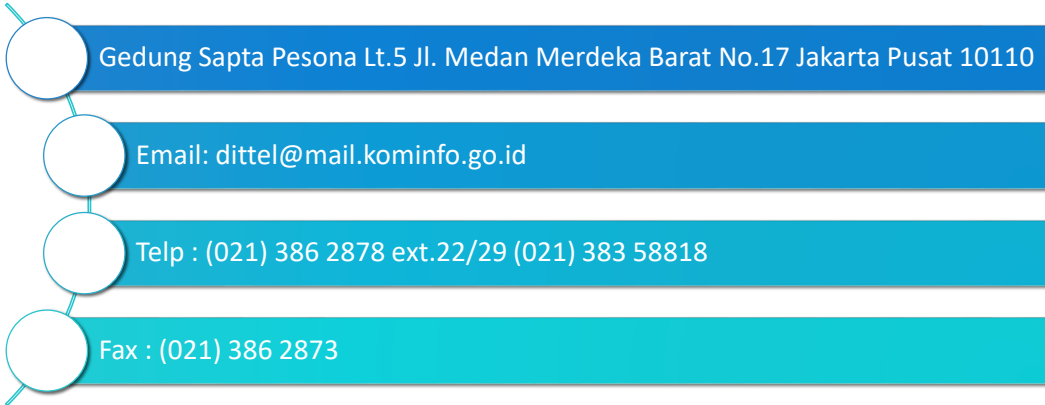 Gedung Sapta Pesona Lt.5 Jl. Medan Merdeka Barat No.17 Jakarta Pusat 10110
Email: dittel@mail.kominfo.go.id
Telp : (021) 386 2878 ext.22/29 (021) 383 58818
Fax : (021) 386 2873